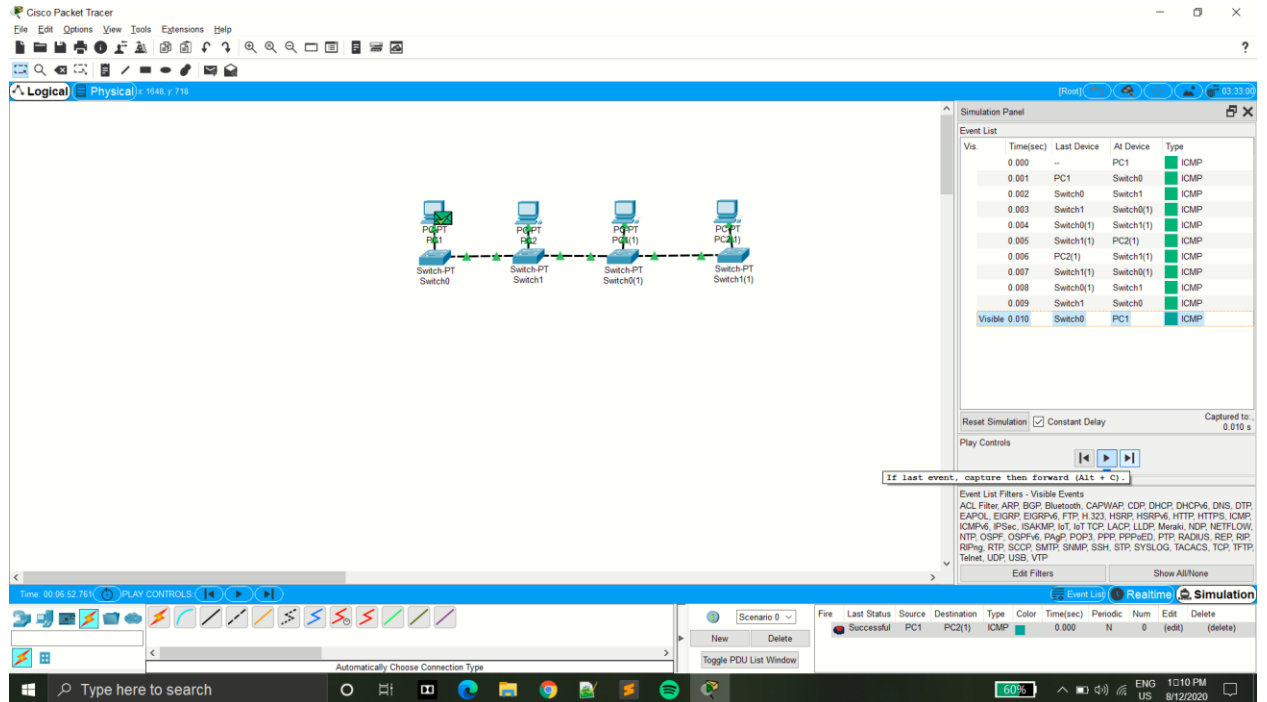 Cisco Packet Tracer
File Edit Options View Tools Extensions Help
?
Logical Physical x: 1648, y: 718 [Root] 03:33:00
Simulation Panel
Event List
Vis. Time(sec) Last Device At Device Type
0.000 -- PC1 ICMP
0.001 PC1 Switch0 ICMP
0.002 Switch0 Switch1 ICMP
0.003 Switch1 Switch0(1) ICMP
0.004 Switch0(1) Switch1(1) ICMP
0.005 Switch1(1) PC2(1) ICMP
0.006 PC2(1) Switch1(1) ICMP
0.007 Switch1(1) Switch0(1) ICMP
0.008 Switch0(1) Switch1 ICMP
0.009 Switch1 Switch0 ICMP
Visible 0.010 Switch0 PC1 ICMP
PC-PT PC-PT PC-PT PC-PT
PC1 PC2 PC1(1) PC2(1)
Switch-PT Switch-PT Switch-PT Switch-PT
Switch0 Switch1 Switch0(1) Switch1(1)
Reset Simulation Constant Delay Captured to:
0.010 s
Play Controls
If last event, capture then forward (Alt + C).
Event List Filters - Visible Events
ACL Filter, ARP, BGP, Bluetooth, CAPWAP, CDP, DHCP, DHCPv6, DNS, DTP,
EAPOL, EIGRP, EIGRPv6, FTP, H.323, HSRP, HSRPv6, HTTP, HTTPS, ICMP,
ICMPv6, IPSec, ISAKMP, IoT, IoT TCP, LACP, LLDP, Meraki, NDP, NETFLOW,
NTP, OSPF, OSPFv6, PAgP, POP3, PPP, PPPoED, PTP, RADIUS, REP, RIP,
RIPng, RTP, SCCP, SMTP, SNMP, SSH, STP, SYSLOG, TACACS, TCP, TFTP,
Telnet, UDP, USB, VTP
Edit Filters Show All/None
Time: 00:06:52.761 PLAY CONTROLS: Event List Realtime Simulation
Scenario 0
New Delete
Toggle PDU List Window
Fire Last Status Source Destination Type Color Time(sec) Periodic Num Edit Delete
Successful PC1 PC2(1) ICMP 0.000 N 0 (edit) (delete)
Automatically Choose Connection Type
Type here to search
60%
ENG
US
1:10 PM
8/12/2020